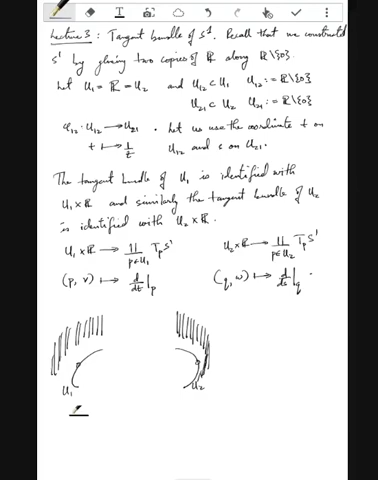 Lecture 3: Tangent bundle of S¹. Recall that we constructed
S¹ by gluing two copies of ℝ along ℝ\{0}
Let U₁ = ℝ = U₂ and U₁₂ ⊂ U₁ U₁₂ := ℝ\{0}
U₂₁ ⊂ U₂ U₂₁ := ℝ\{0}
φ₁₂ : U₁₂ → U₂₁ . Let us use the coordinate t on
t ↦ 1/t U₁₂ and s on U₂₁.
The tangent bundle of U₁ is identified with
U₁×ℝ and similarly the tangent bundle of U₂
is identified with U₂×ℝ.
U₁×ℝ → ∐_{p∈U₁} T_pS¹ U₂×ℝ → ∐_{p∈U₂} T_pS¹
(p, v) ↦ d/dt|_p (q, w) ↦ d/ds|_q .
U₁ U₂